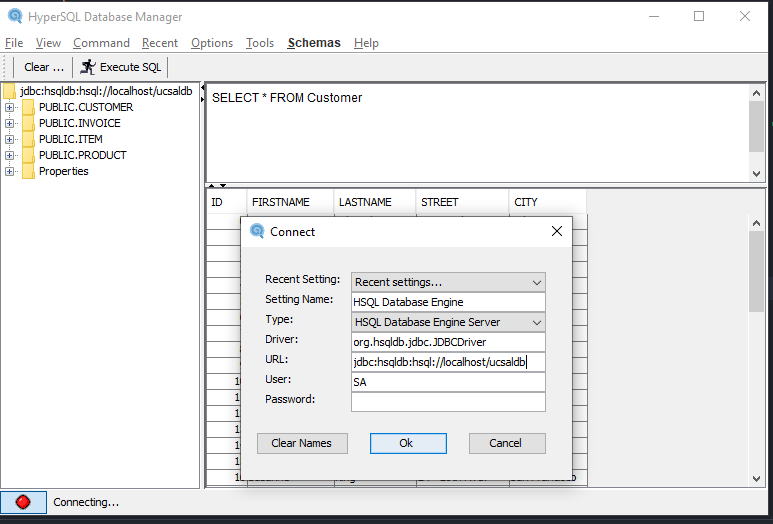 HyperSQL Database Manager
File View Command Recent Options Tools Schemas Help
Clear ... Execute SQL
jdbc:hsqldb:hsql://localhost/ucsaldb
PUBLIC.CUSTOMER
PUBLIC.INVOICE
PUBLIC.ITEM
PUBLIC.PRODUCT
Properties
SELECT * FROM Customer
ID FIRSTNAME LASTNAME STREET CITY
Connect
Recent Setting: Recent settings...
Setting Name: HSQL Database Engine
Type: HSQL Database Engine Server
Driver: org.hsqldb.jdbc.JDBCDriver
URL: jdbc:hsqldb:hsql://localhost/ucsaldb
User: SA
Password:
Clear Names Ok Cancel
Connecting...